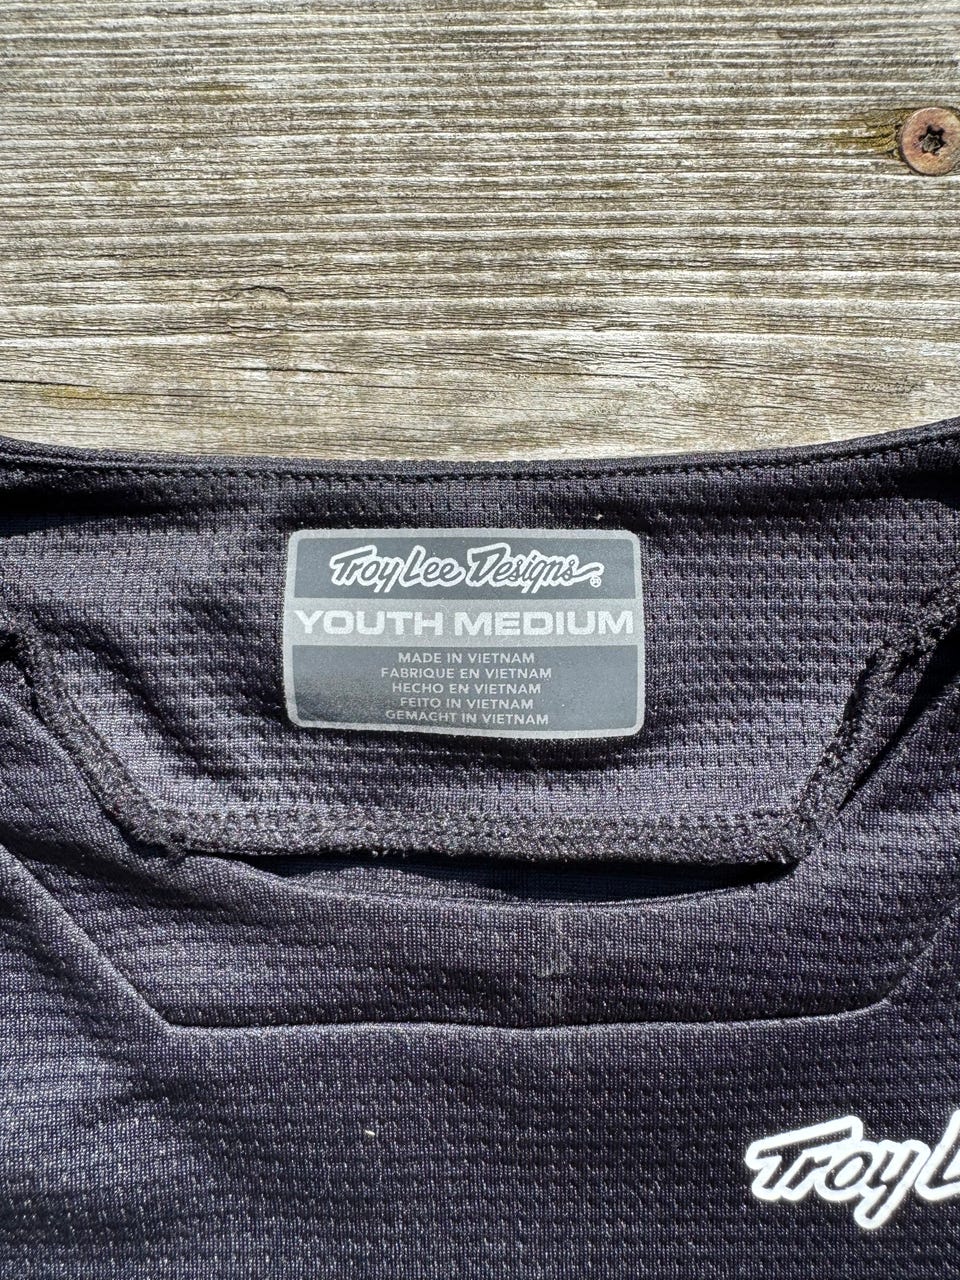 Troy Lee Designs®
YOUTH MEDIUM
MADE IN VIETNAM
FABRIQUE EN VIETNAM
HECHO EN VIETNAM
FEITO IN VIETNAM
GEMACHT IN VIETNAM
Troy L